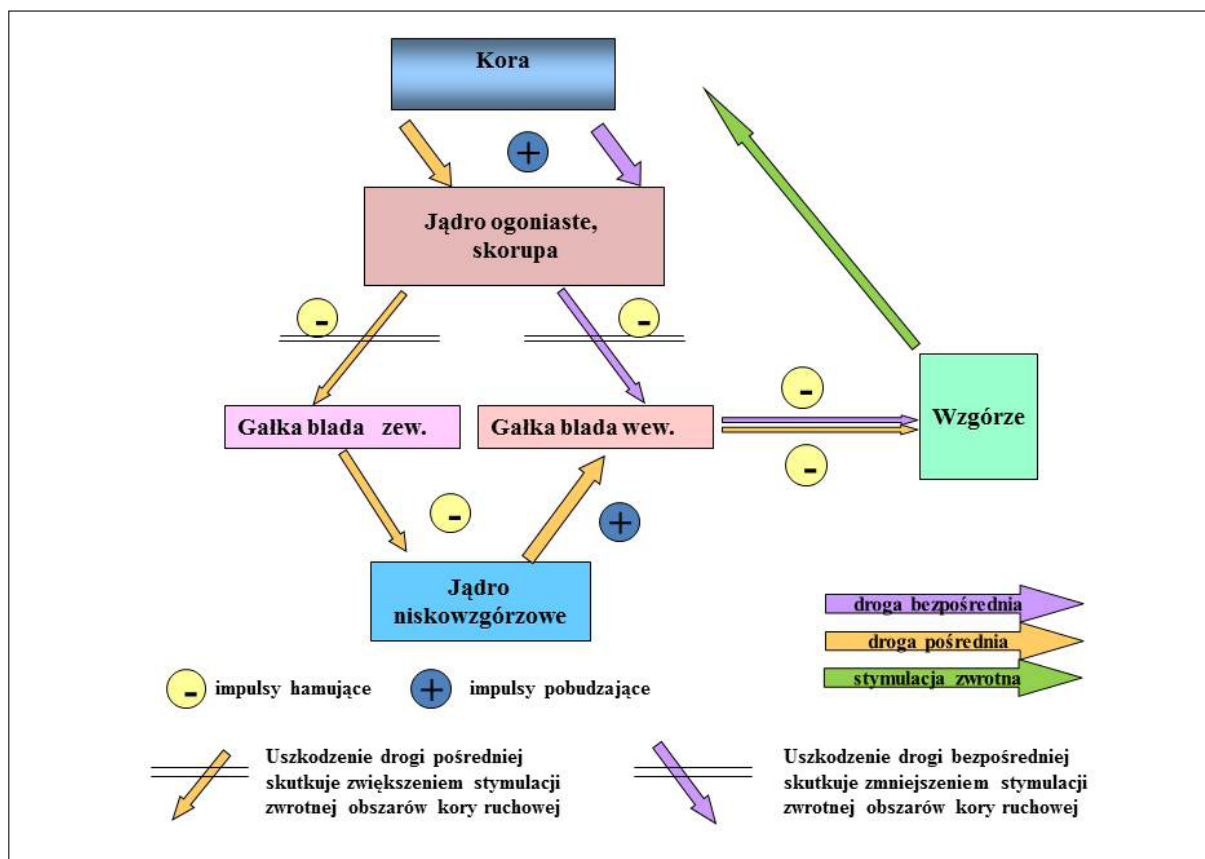 Kora
+
Jądro ogoniaste,
skorupa
-
-
Gałka blada zew.
Gałka blada wew.
-
-
Wzgórze
-
+
Jądro
niskowzgórzowe
droga bezpośrednia
droga pośrednia
stymulacja zwrotna
- impulsy hamujące
+ impulsy pobudzające
Uszkodzenie drogi pośredniej
skutkuje zwiększeniem stymulacji
zwrotnej obszarów kory ruchowej
Uszkodzenie drogi bezpośredniej
skutkuje zmniejszeniem stymulacji
zwrotnej obszarów kory ruchowej